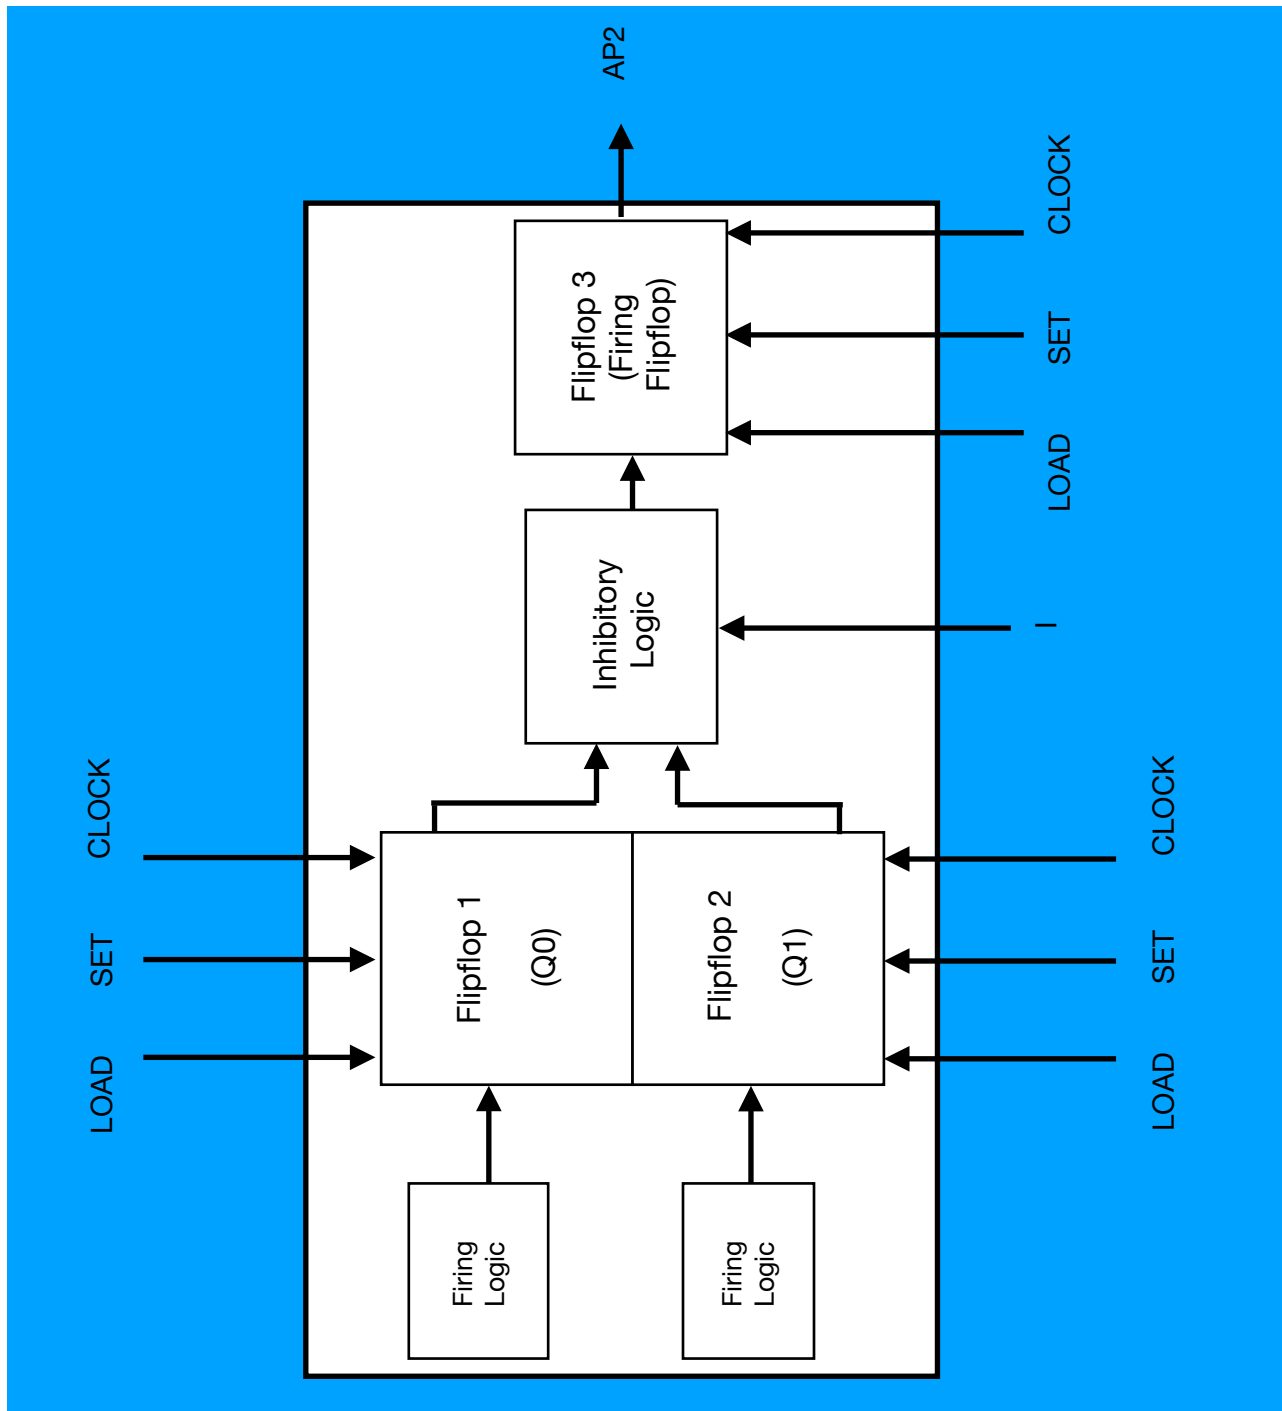 LOAD
SET
CLOCK
Firing
Logic
Flipflop 1
(Q0)
Firing
Logic
Flipflop 2
(Q1)
Inhibitory
Logic
Flipflop 3
(Firing
Flipflop)
AP2
LOAD
SET
CLOCK
I
LOAD
SET
CLOCK